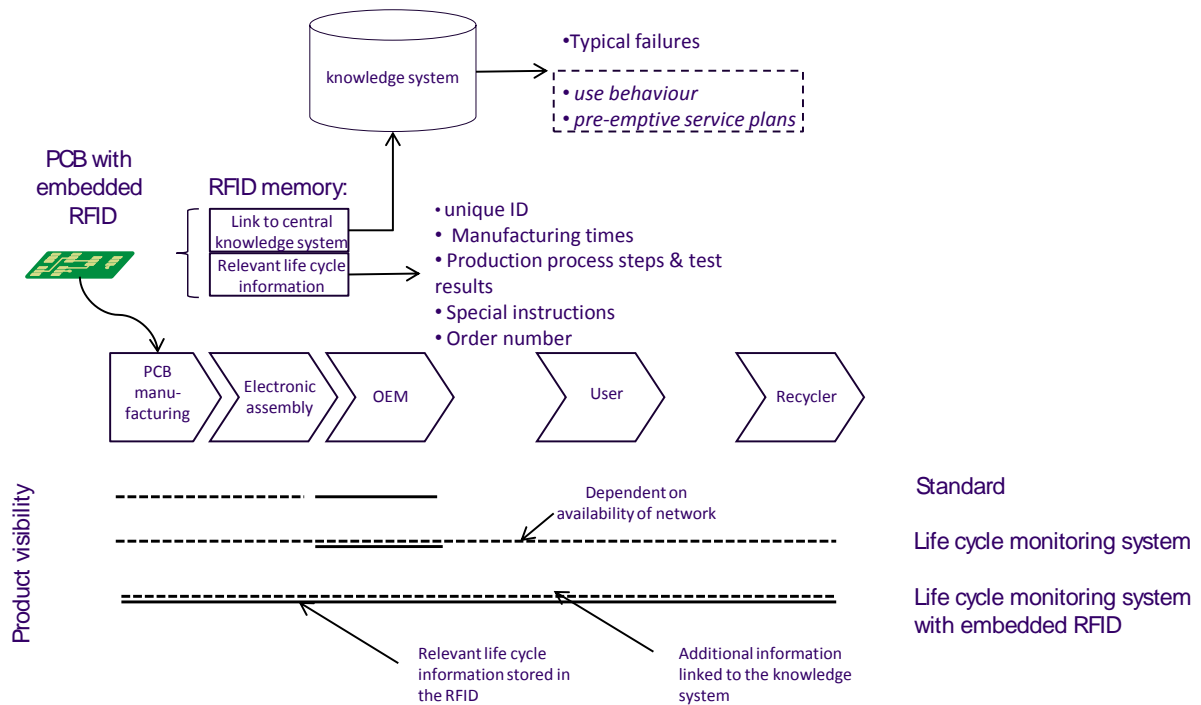 •Typical failures
knowledge system
• use behaviour
• pre-emptive service plans
PCB with
embedded
RFID
RFID memory:
Link to central
knowledge system
Relevant life cycle
information
• unique ID
• Manufacturing times
• Production process steps & test
results
• Special instructions
• Order number
PCB
manu-
facturing
Electronic
assembly
OEM
User
Recycler
Product visibility
Standard
Dependent on
availability of network
Life cycle monitoring system
Life cycle monitoring system
with embedded RFID
Relevant life cycle
information stored in
the RFID
Additional information
linked to the knowledge
system